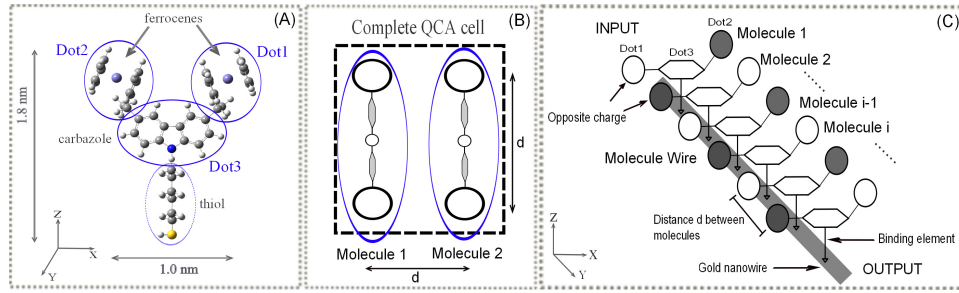 (A)
ferrocenes
Dot2
Dot1
1.8 nm
carbazole
Dot3
thiol
Z
X
Y
1.0 nm
(B)
Complete QCA cell
d
Molecule 1
Molecule 2
d
(C)
INPUT
Dot2
Molecule 1
Dot1
Dot3
Molecule 2
Opposite charge
Molecule i-1
Molecule i
Molecule Wire
Distance d between
molecules
Binding element
Z
X
Y
Gold nanowire
OUTPUT